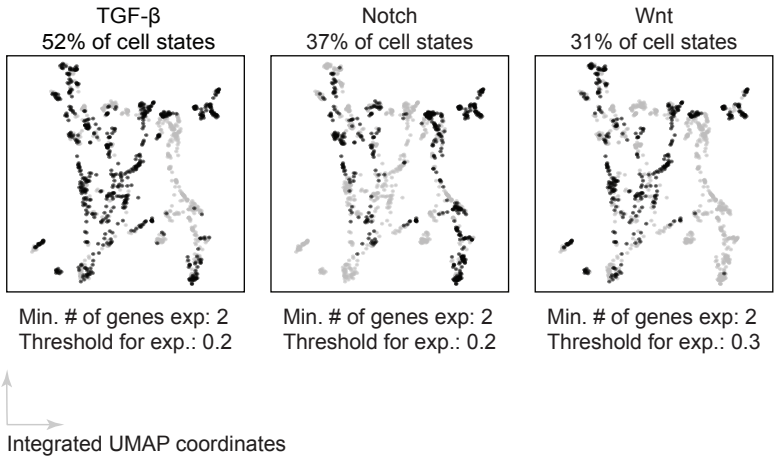 TGF-β
52% of cell states
Notch
37% of cell states
Wnt
31% of cell states
Min. # of genes exp: 2
Threshold for exp.: 0.2
Min. # of genes exp: 2
Threshold for exp.: 0.2
Min. # of genes exp: 2
Threshold for exp.: 0.3
Integrated UMAP coordinates